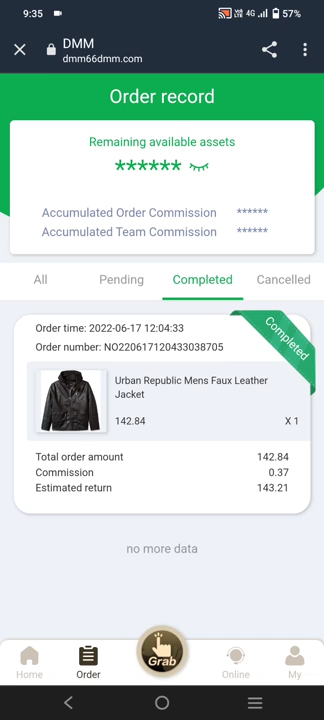 9:35
VoI LTE 4G
57%
DMM
dmm66dmm.com
Order record
Remaining available assets
******
Accumulated Order Commission ******
Accumulated Team Commission ******
All Pending Completed Cancelled
Order time: 2022-06-17 12:04:33
Completed
Order number: NO220617120433038705
Urban Republic Mens Faux Leather
Jacket
142.84 X 1
Total order amount 142.84
Commission 0.37
Estimated return 143.21
no more data
Grab
Home Order Online My